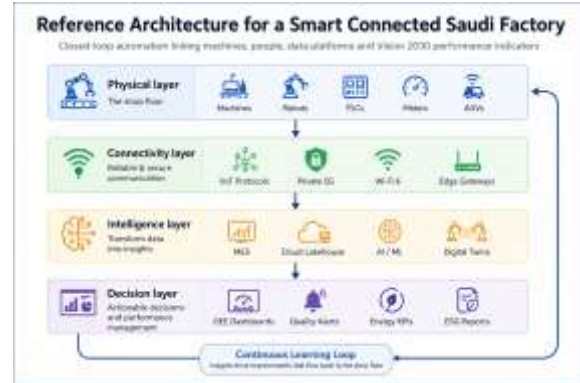 Reference Architecture for a Smart Connected Saudi Factory
Closed-loop automation linking machines, people, data platforms and Vision 2030 performance indicators
Physical layer
The shop floor
Machines
Robots
PLCs
Meters
AGVs
Connectivity layer
Reliable & secure
communication
IIoT Protocols
Private 5G
Wi-Fi 6
Edge Gateways
Intelligence layer
Transform data
into insights
MES
Cloud Lakehouse
AI / ML
Digital Twins
Decision layer
Actionable decisions
and performance
management
OEE Dashboards
Quality Alerts
Energy KPIs
ESG Reports
Continuous Learning Loop